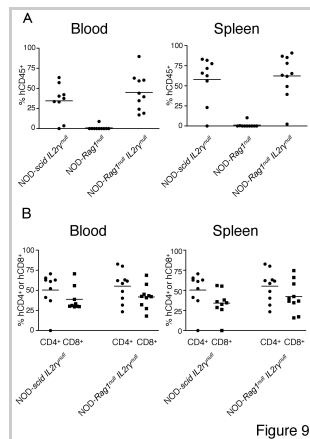 A
Blood
Spleen
% hCD45+
100
75
50
25
0
NOD-scid IL2rγnull
NOD-Rag1null
NOD-Rag1null IL2rγnull
% hCD45+
100
75
50
25
0
NOD-scid IL2rγnull
NOD-Rag1null
NOD-Rag1null IL2rγnull
B
Blood
Spleen
% hCD4+ or hCD8+
100
75
50
25
0
CD4+ CD8+
CD4+ CD8+
NOD-scid IL2rγnull
NOD-Rag1null IL2rγnull
% hCD4+ or hCD8+
100
75
50
25
0
CD4+ CD8+
CD4+ CD8+
NOD-scid IL2rγnull
NOD-Rag1null IL2rγnull
Figure 9